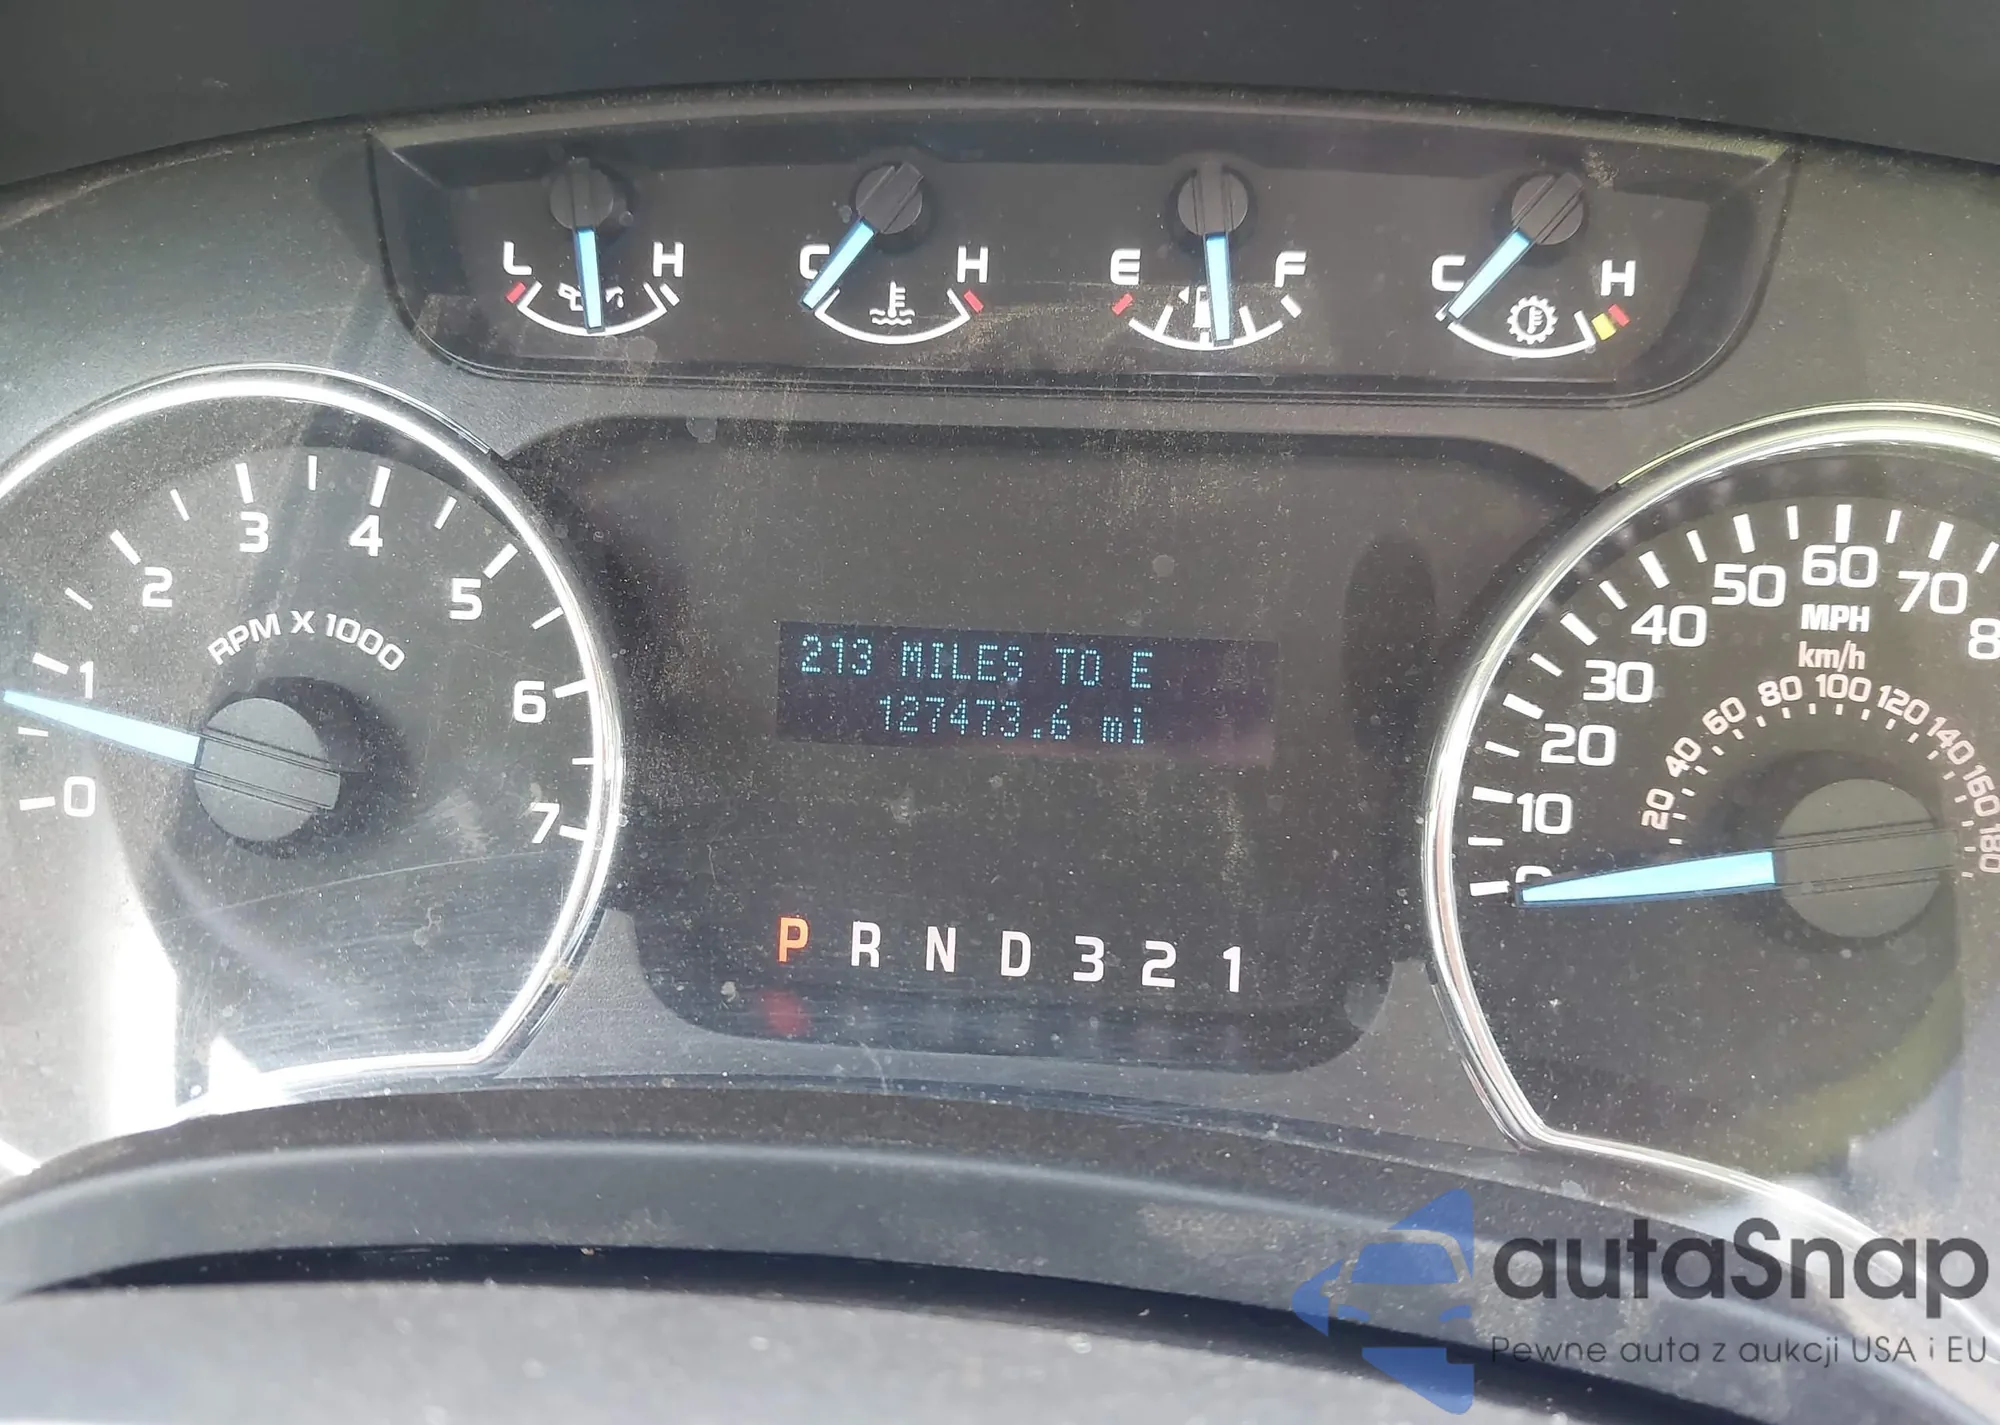 L H
C H
E F
C H
0 1 2 3 4 5 6 7
RPM X 1000
213 MILES TO E
127473.6 mi
P R N D 3 2 1
0 10 20 30 40 50 60 70 8
MPH
km/h
20 40 60 80 100 120 140 160 180
autaSnap
Pewne auta z aukcji USA i EU